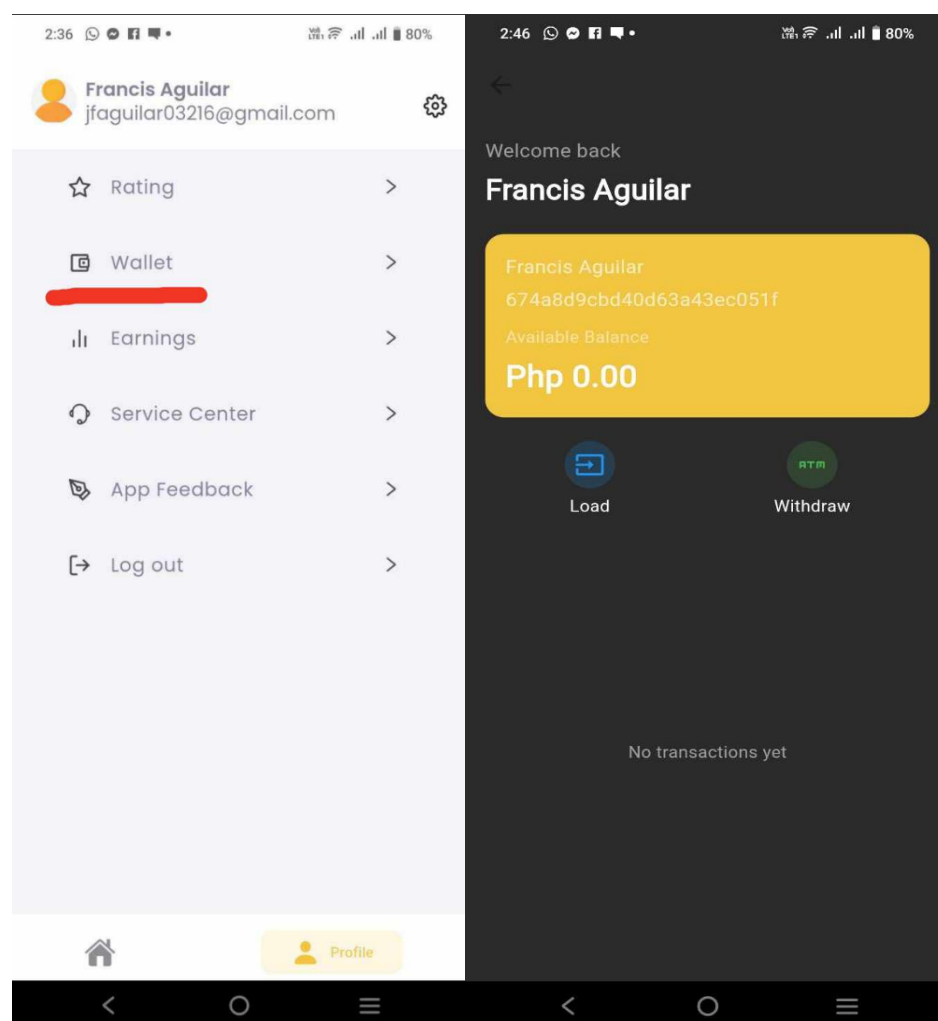 2:36
80%
Francis Aguilar
jfaguilar03216@gmail.com
Rating
Wallet
Earnings
Service Center
App Feedback
Log out
Profile
2:46
80%
Welcome back
Francis Aguilar
Francis Aguilar
674a8d9cbd40d63a43ec051f
Available Balance
Php 0.00
ATM
Load
Withdraw
No transactions yet